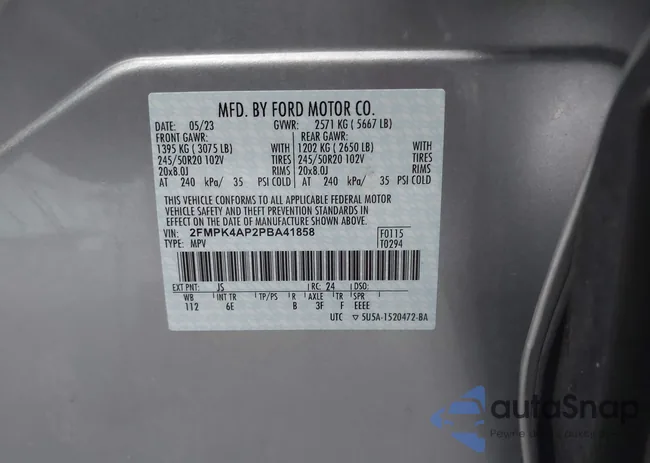 MFD. BY FORD MOTOR CO.
DATE: 05/23 GVWR: 2571 KG ( 5667 LB)
FRONT GAWR: REAR GAWR:
1395 KG ( 3075 LB) WITH 1202 KG ( 2650 LB) WITH
245/50R20 102V TIRES 245/50R20 102V TIRES
20x8.0J RIMS 20x8.0J RIMS
AT 240 kPa/ 35 PSI COLD AT 240 kPa/ 35 PSI COLD
THIS VEHICLE CONFORMS TO ALL APPLICABLE FEDERAL MOTOR
VEHICLE SAFETY AND THEFT PREVENTION STANDARDS IN
EFFECT ON THE DATE OF MANUFACTURE SHOWN ABOVE.
VIN: 2FMPK4AP2PBA41858 F0115
TYPE: MPV T0294
EXT PNT: JS RC: 24 DSO:
WB INT TR TP/PS R AXLE TR SPR
112 6E B 3F F EEEE
UTC ▽ 5U5A-1520472-BA
autoSnap